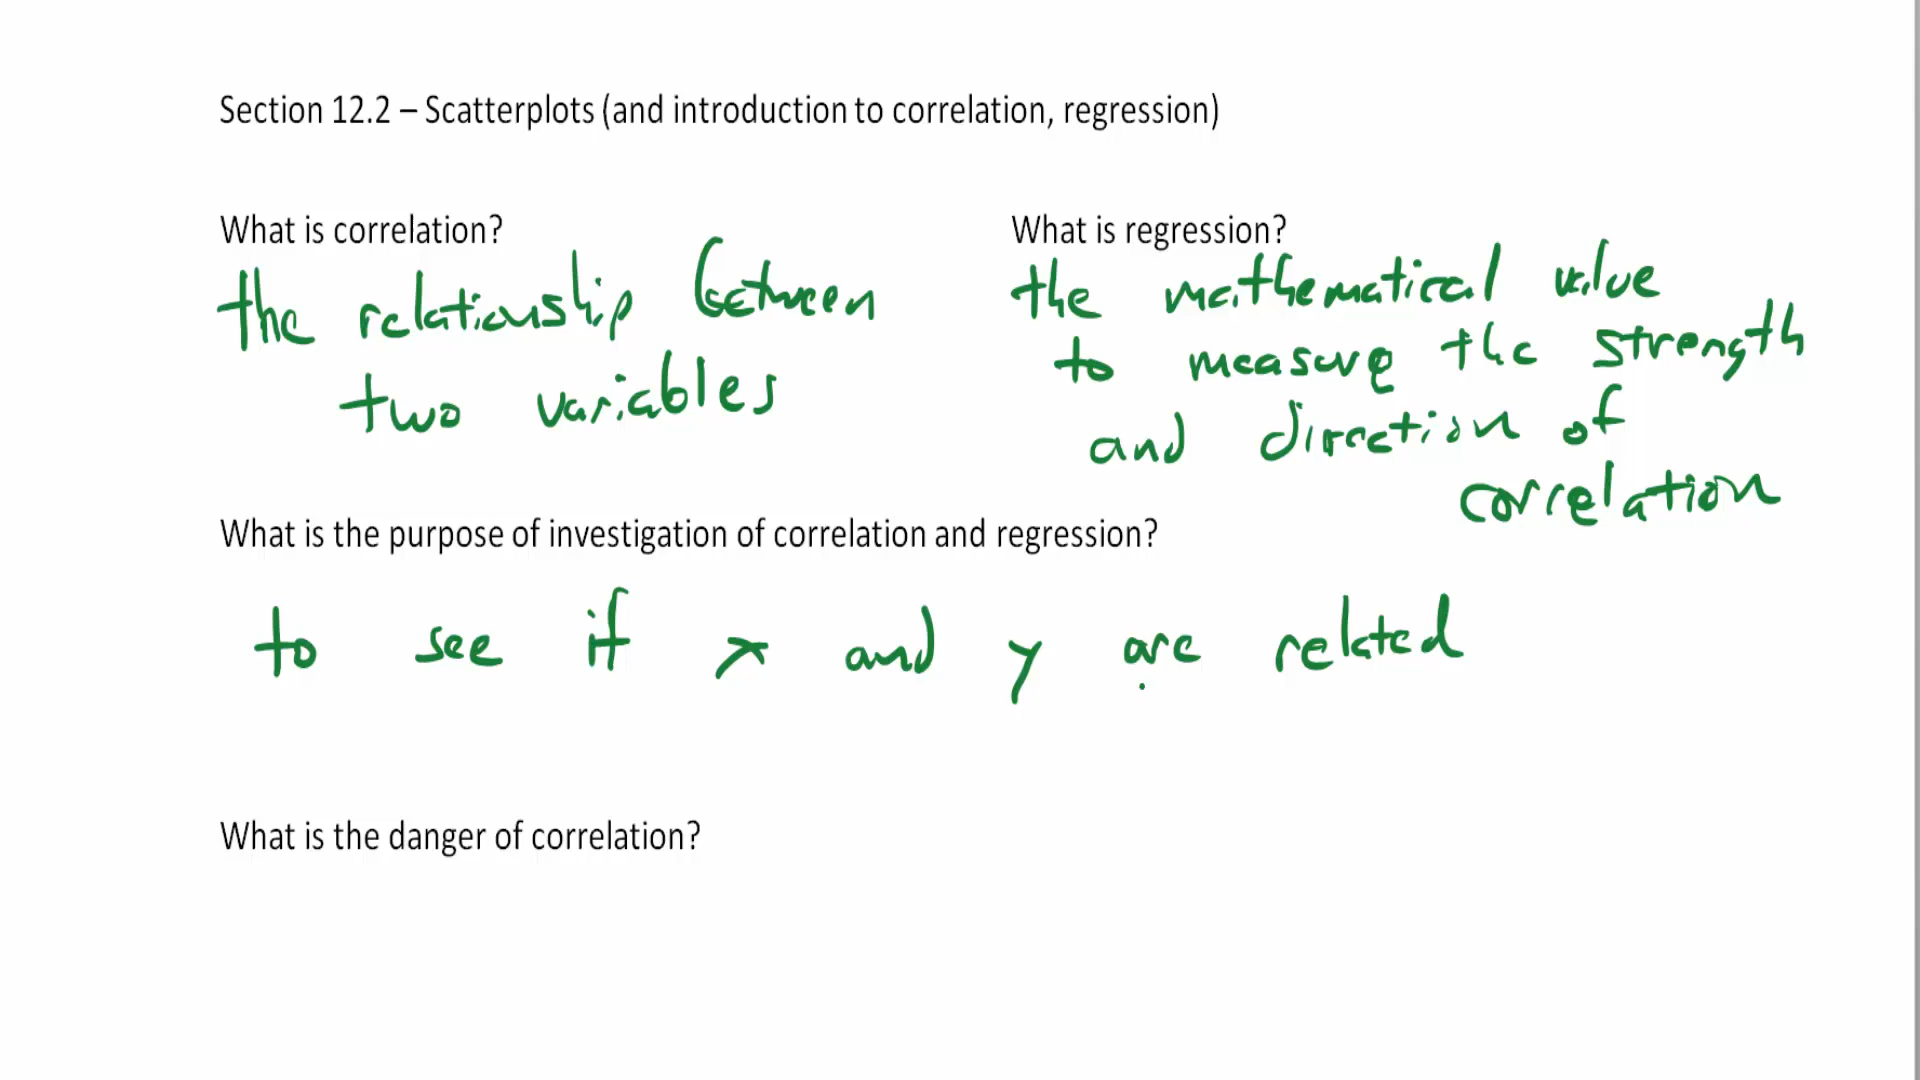 Section 12.2 – Scatterplots (and introduction to correlation, regression)
What is correlation?
the relationship between
two variables
What is regression?
the mathematical value
to measure the strength
and direction of
correlation
What is the purpose of investigation of correlation and regression?
to see if x and y are related
What is the danger of correlation?